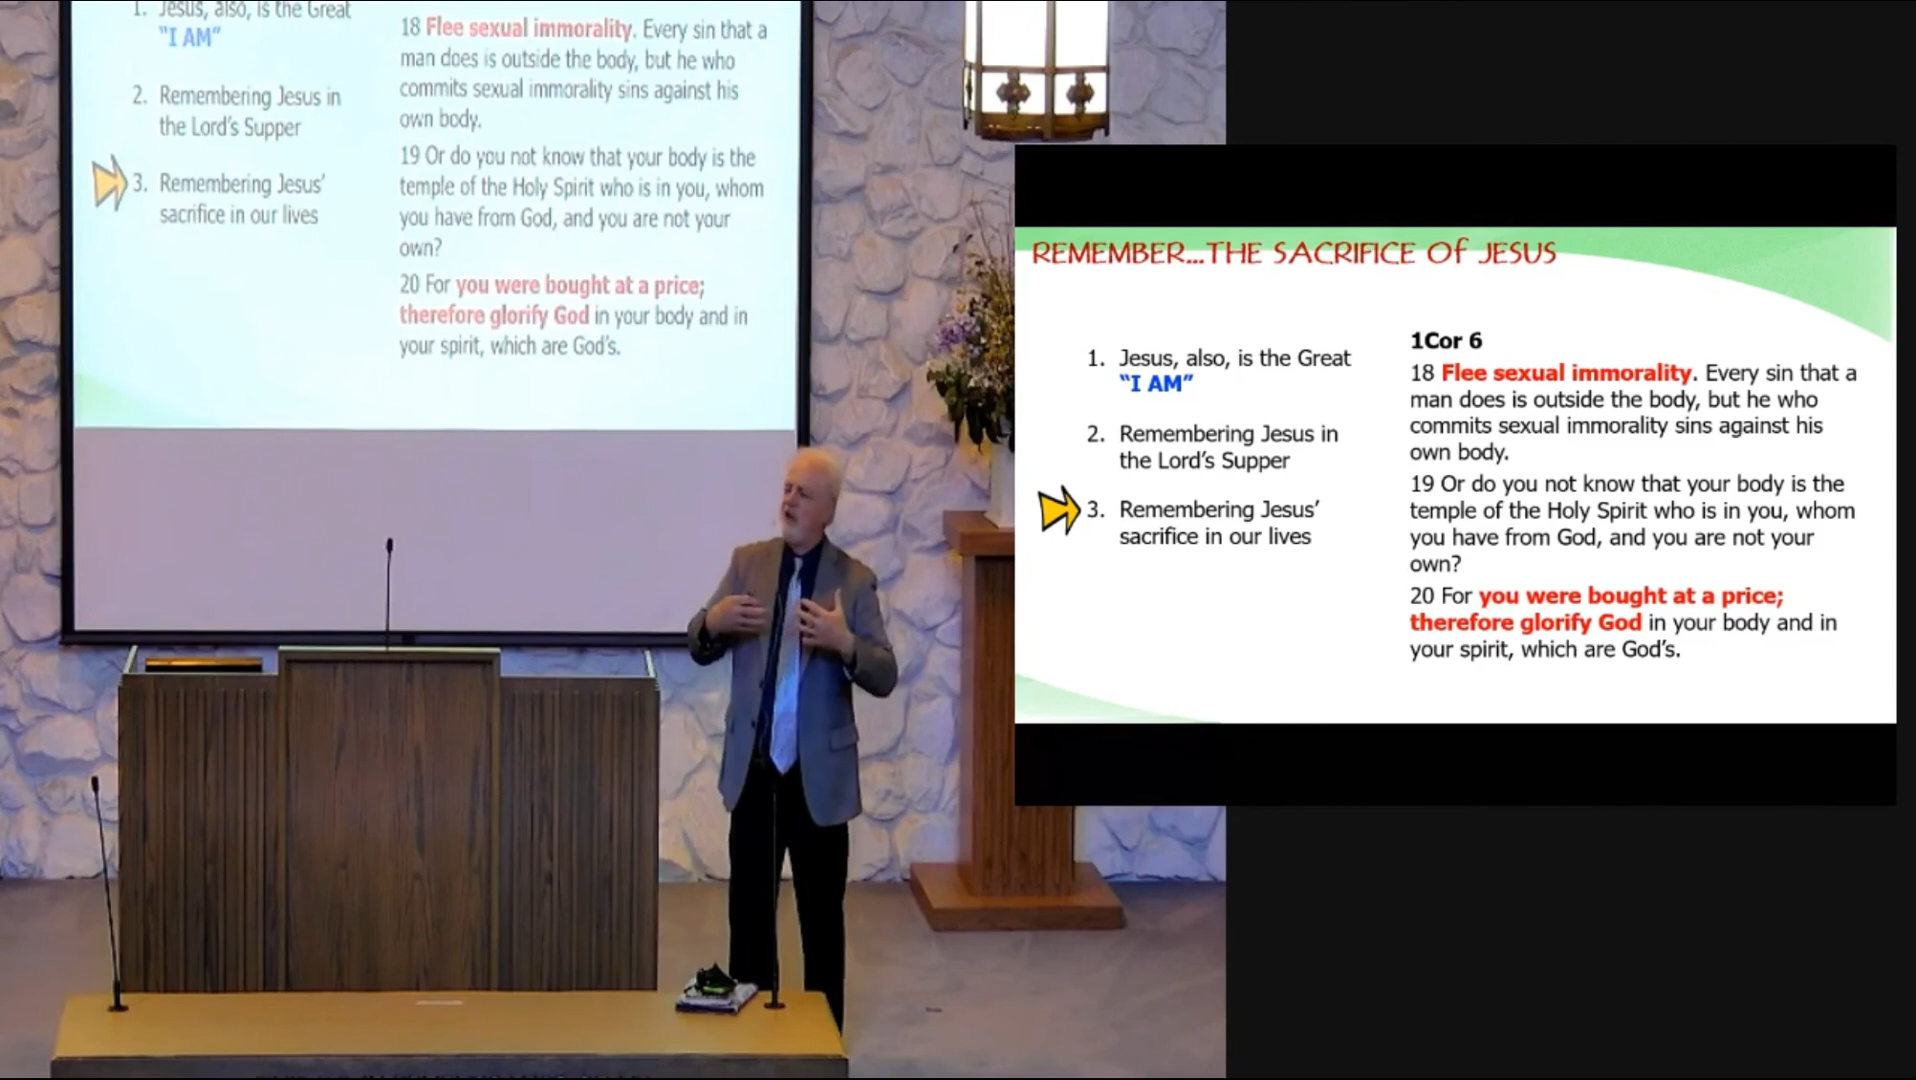 1. Jesus, also, is the Great
"I AM"
2. Remembering Jesus in
the Lord's Supper
3. Remembering Jesus'
sacrifice in our lives
18 Flee sexual immorality. Every sin that a
man does is outside the body, but he who
commits sexual immorality sins against his
own body.
19 Or do you not know that your body is the
temple of the Holy Spirit who is in you, whom
you have from God, and you are not your
own?
20 For you were bought at a price;
therefore glorify God in your body and in
your spirit, which are God's.
REMEMBER...THE SACRIFICE Of JESUS
1. Jesus, also, is the Great
"I AM"
2. Remembering Jesus in
the Lord's Supper
3. Remembering Jesus'
sacrifice in our lives
1Cor 6
18 Flee sexual immorality. Every sin that a
man does is outside the body, but he who
commits sexual immorality sins against his
own body.
19 Or do you not know that your body is the
temple of the Holy Spirit who is in you, whom
you have from God, and you are not your
own?
20 For you were bought at a price;
therefore glorify God in your body and in
your spirit, which are God's.